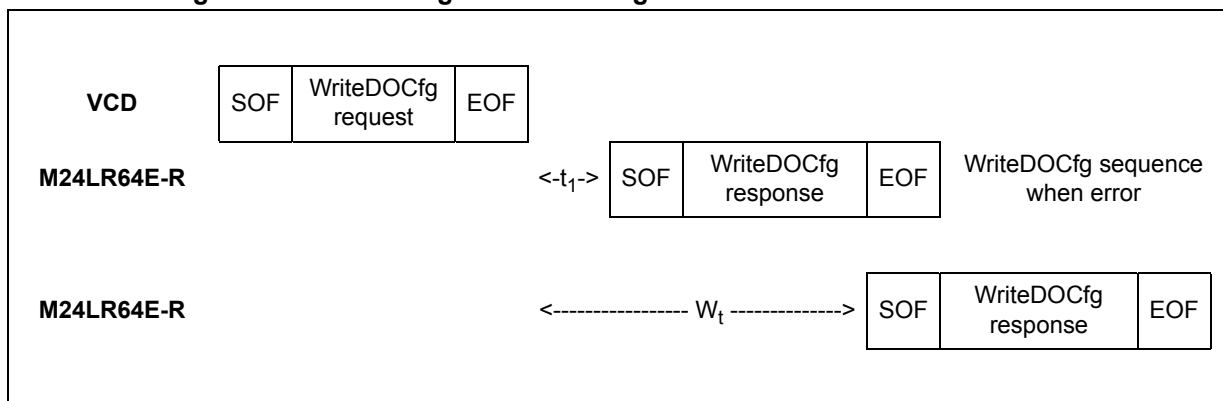 VCD SOF WriteDOCfg request EOF
M24LR64E-R <-t1-> SOF WriteDOCfg response EOF WriteDOCfg sequence when error
M24LR64E-R <----------------- Wt --------------> SOF WriteDOCfg response EOF